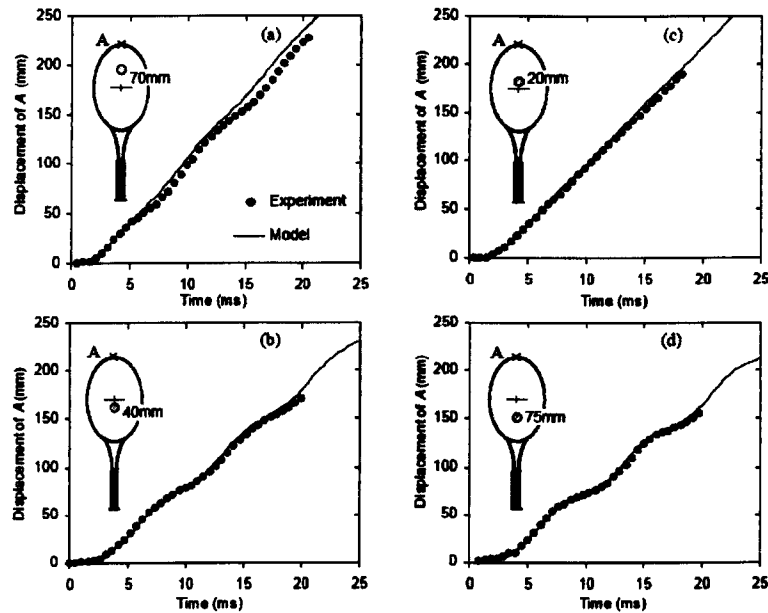 (a)
A
70mm
Displacement of A (mm)
250
200
150
100
50
0
Experiment
Model
0 5 10 15 20 25
Time (ms)
(c)
A
20mm
Displacement of A (mm)
250
200
150
100
50
0
0 5 10 15 20 25
Time (ms)
(b)
A
40mm
Displacement of A (mm)
250
200
150
100
50
0
0 5 10 15 20 25
Time (ms)
(d)
A
75mm
Displacement of A (mm)
250
200
150
100
50
0
0 5 10 15 20 25
Time (ms)